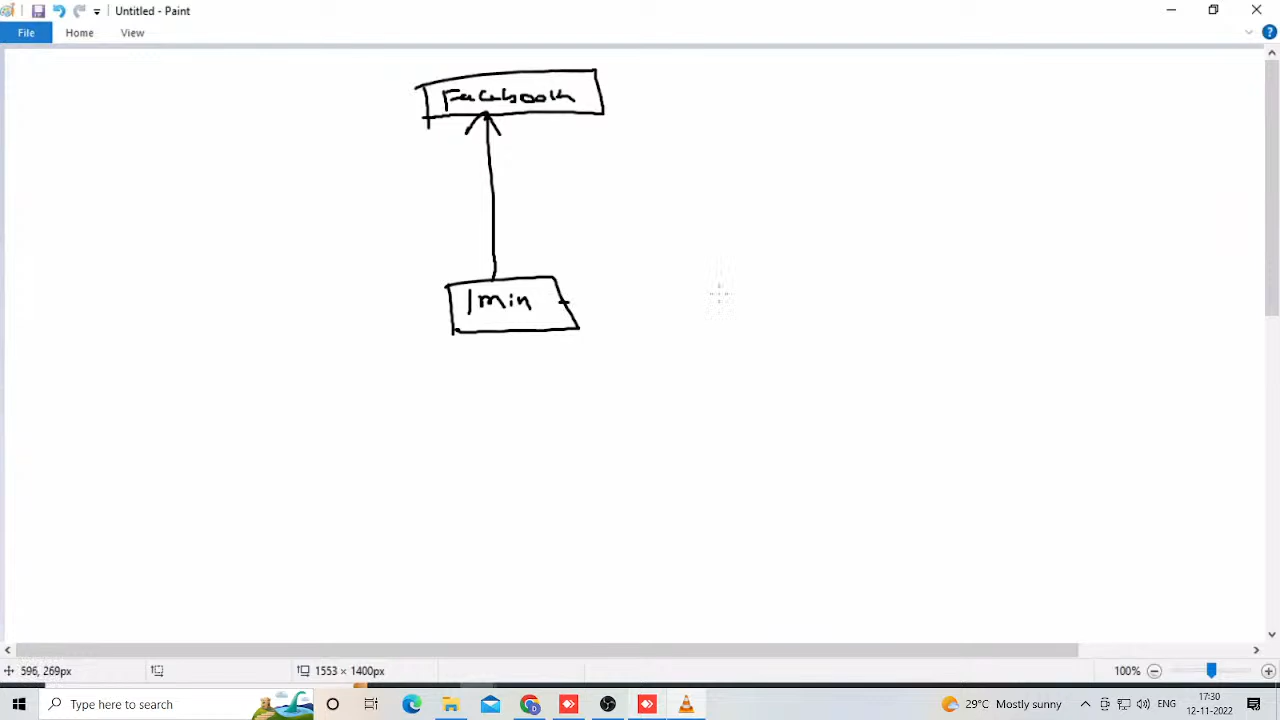 Untitled - Paint
File Home View
Facebook
1min
596, 269px
1553 × 1400px
100%
Type here to search
29°C Mostly sunny
ENG
17:30
12-11-2022